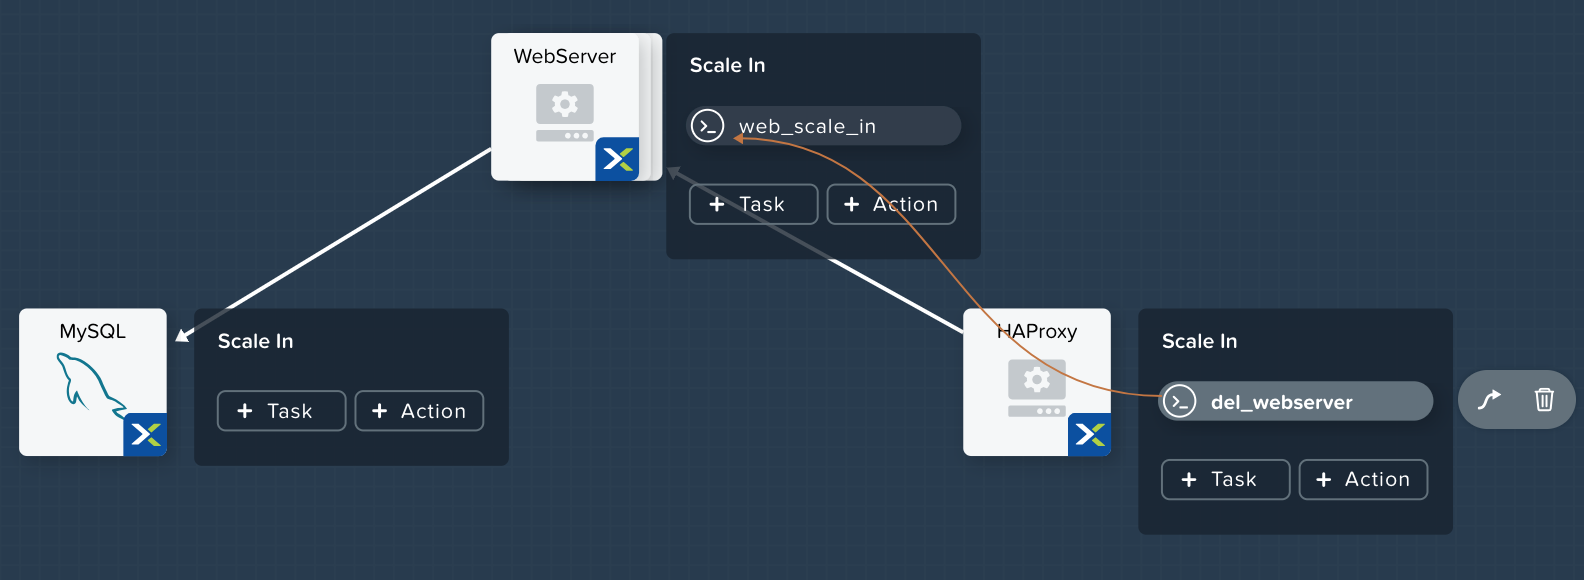 WebServer
Scale In
web_scale_in
Task
Action
MySQL
Scale In
Task
Action
HAProxy
Scale In
del_webserver
Task
Action